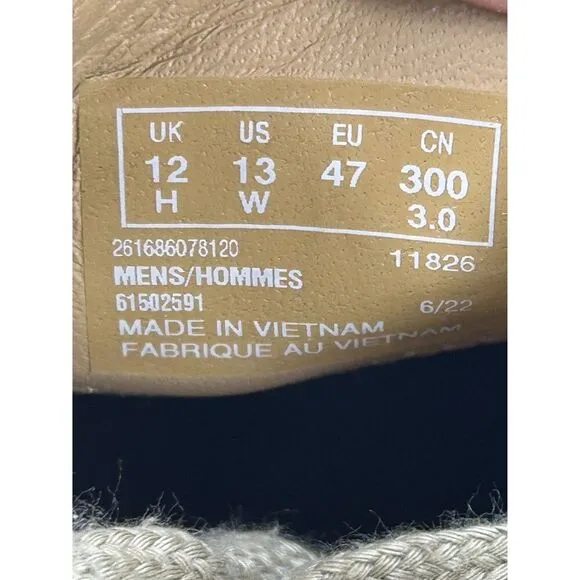 UK US EU CN
12 13 47 300
H W 3.0
261686078120 11826
MENS/HOMMES
61502591 6/22
MADE IN VIETNAM
FABRIQUE AU VIETNAM